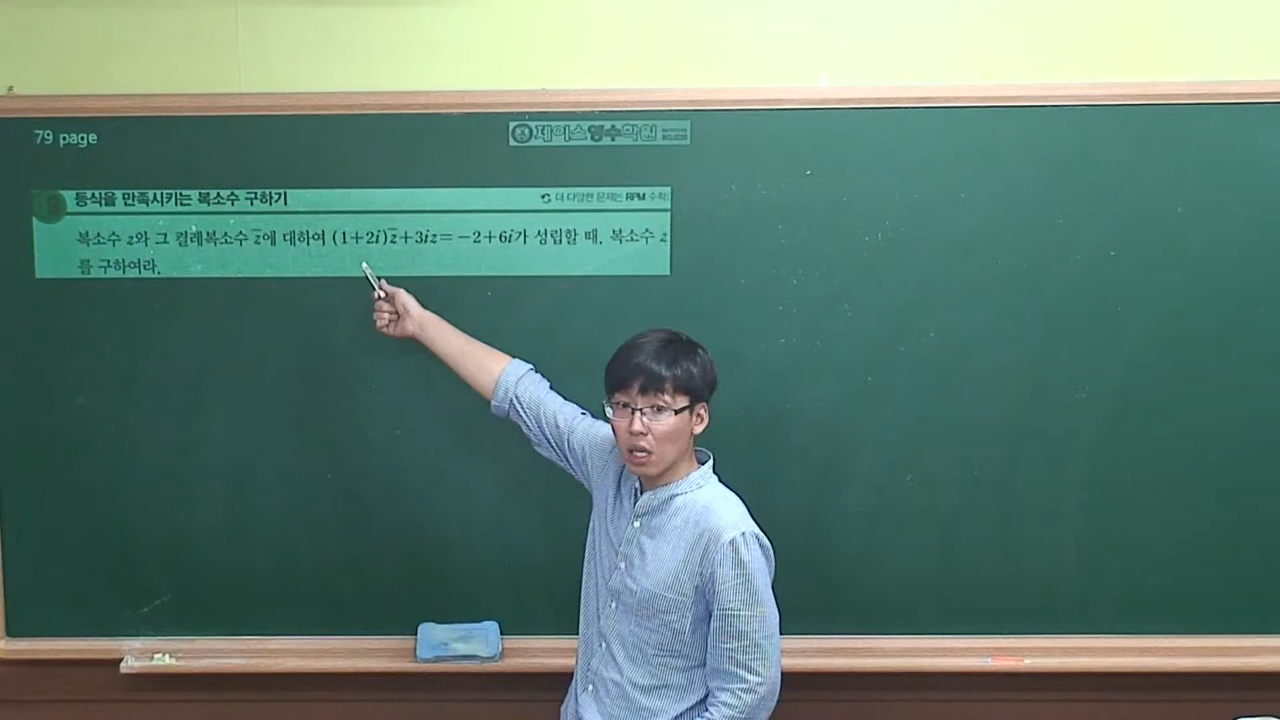 79 page
제이스영수학원
등식을 만족시키는 복소수 구하기
더 다양한 문제는 RPM 수학
복소수 z와 그 켤레복소수 z̅에 대하여 (1+2i)z̅+3iz=-2+6i가 성립할 때, 복소수 z
를 구하여라.